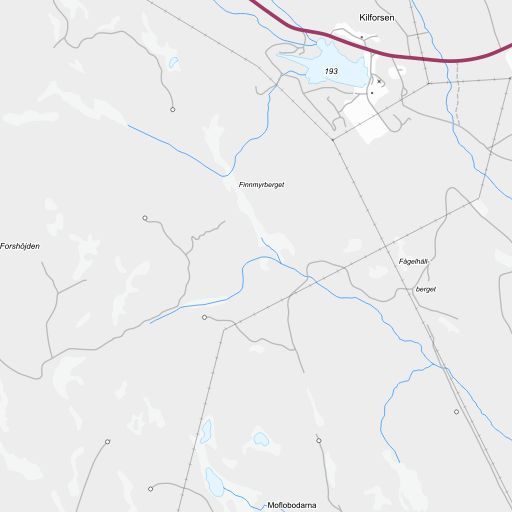 Kilforsen
193
Finnmyrberget
Forshöjden
Fågelhäll-
berget
Moflobodarna